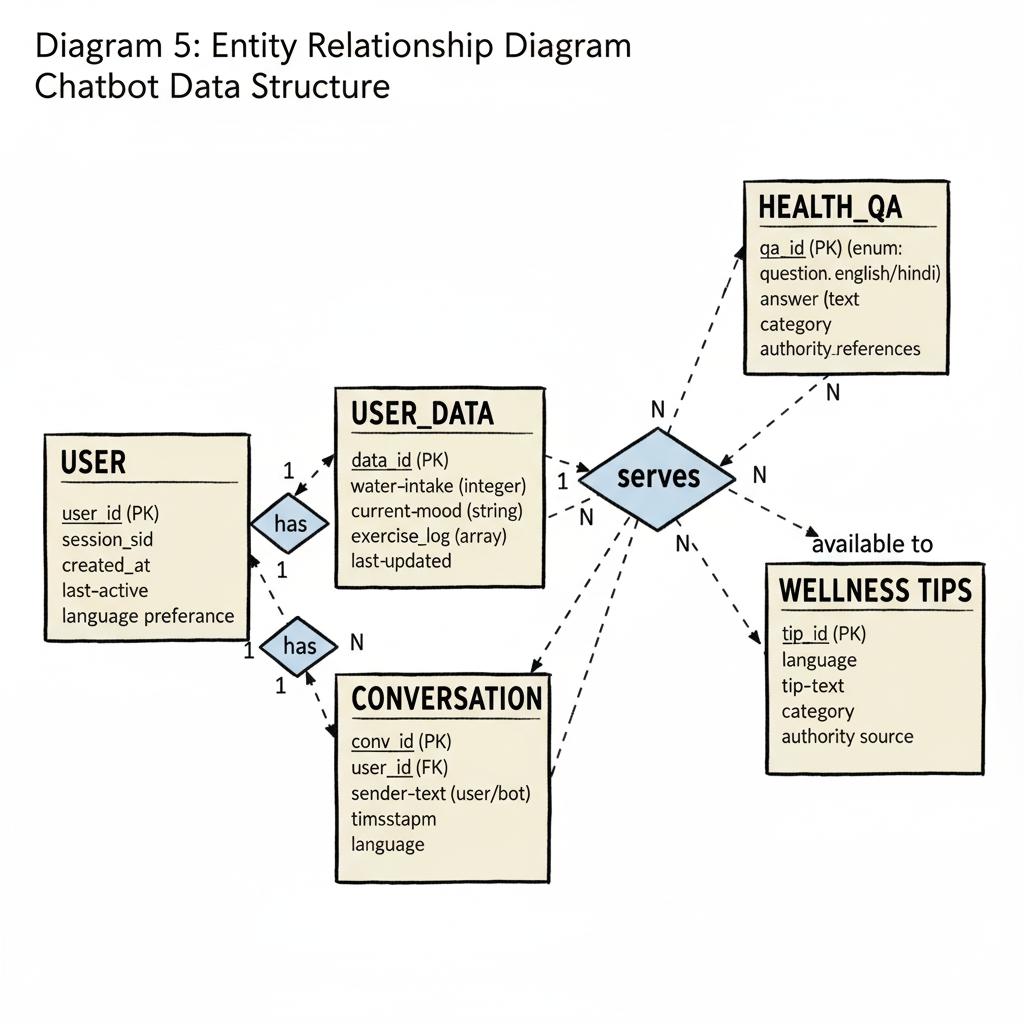 Diagram 5: Entity Relationship Diagram
Chatbot Data Structure
HEALTH_QA
qa_id (PK) (enum:
question. english/hindi)
answer (text
category
authority_references
N
N
USER_DATA
data_id (PK)
water-intake (integer)
current-mood (string)
exercise_log (array)
last-updated
USER
user_id (PK)
session_sid
created_at
last-active
language preferance
1
has
1
serves
1
N
N
N
available to
WELLNESS TIPS
tip_id (PK)
language
tip-text
category
authority source
1
has
N
1
CONVERSATION
conv_id (PK)
user_id (FK)
sender-text (user/bot)
timsstapm
language